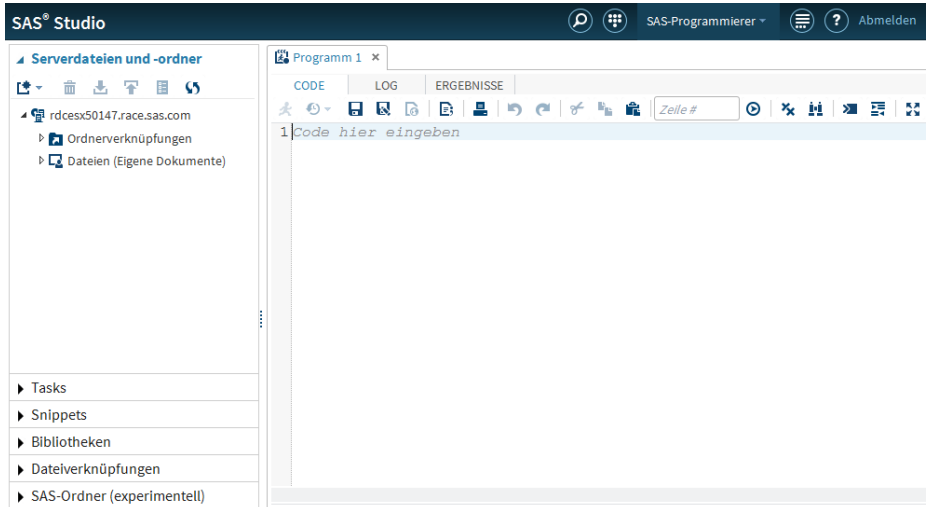 SAS® Studio
SAS-Programmierer
? Abmelden
Serverdateien und -ordner
rdcesx50147.race.sas.com
Ordnerverknüpfungen
Dateien (Eigene Dokumente)
Tasks
Snippets
Bibliotheken
Dateiverknüpfungen
SAS-Ordner (experimentell)
Programm 1 ×
CODE LOG ERGEBNISSE
Zeile #
1 Code hier eingeben